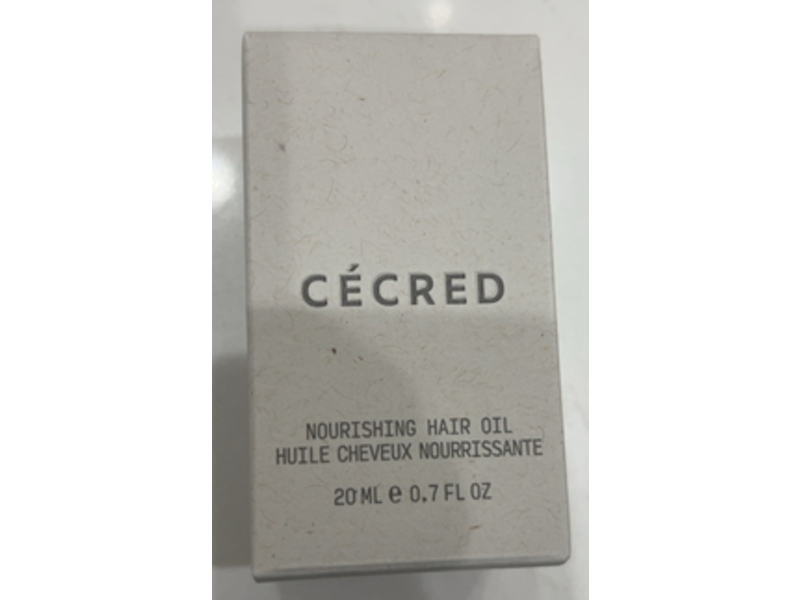 CÉCRED
NOURISHING HAIR OIL
HUILE CHEVEUX NOURRISSANTE
20 ML ℮ 0.7 FL OZ